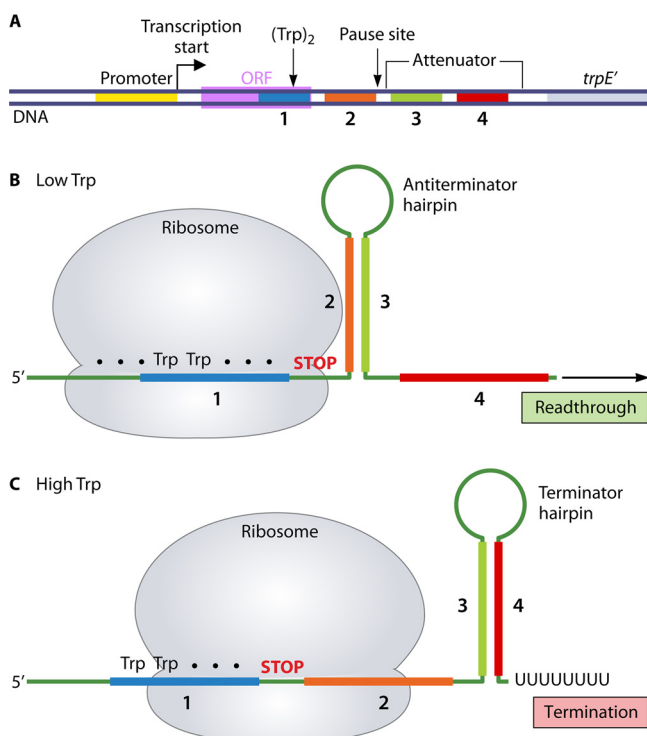 A
Transcription
start
(Trp)2
Pause site
Promoter
ORF
Attenuator
trpE′
DNA
1
2
3
4
B Low Trp
Antiterminator
hairpin
Ribosome
2
3
• • • Trp Trp • • • STOP
5′
1
4
Readthrough
C High Trp
Terminator
hairpin
Ribosome
3
4
Trp Trp • • • STOP
5′
1
2
UUUUUUUU
Termination